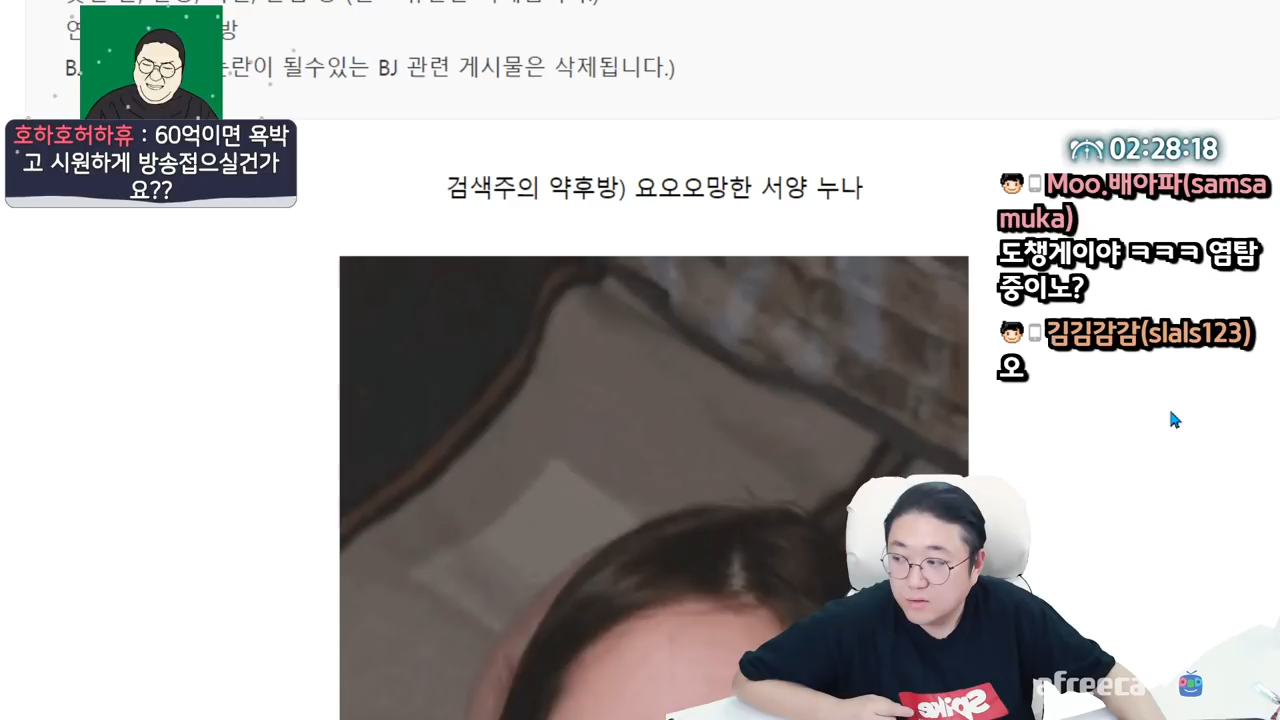 연
방
B
논란이 될수있는 BJ 관련 게시물은 삭제됩니다.)
호하호허하휴 : 60억이면 욕박
고 시원하게 방송접으실건가
요??
검색주의 약후방) 요오오망한 서양 누나
02:28:18
Moo.배아파(samsa
muka)
도챙게이야 ㅋㅋㅋ 염탐
중이노?
김김감감(slals123)
오
afreeca